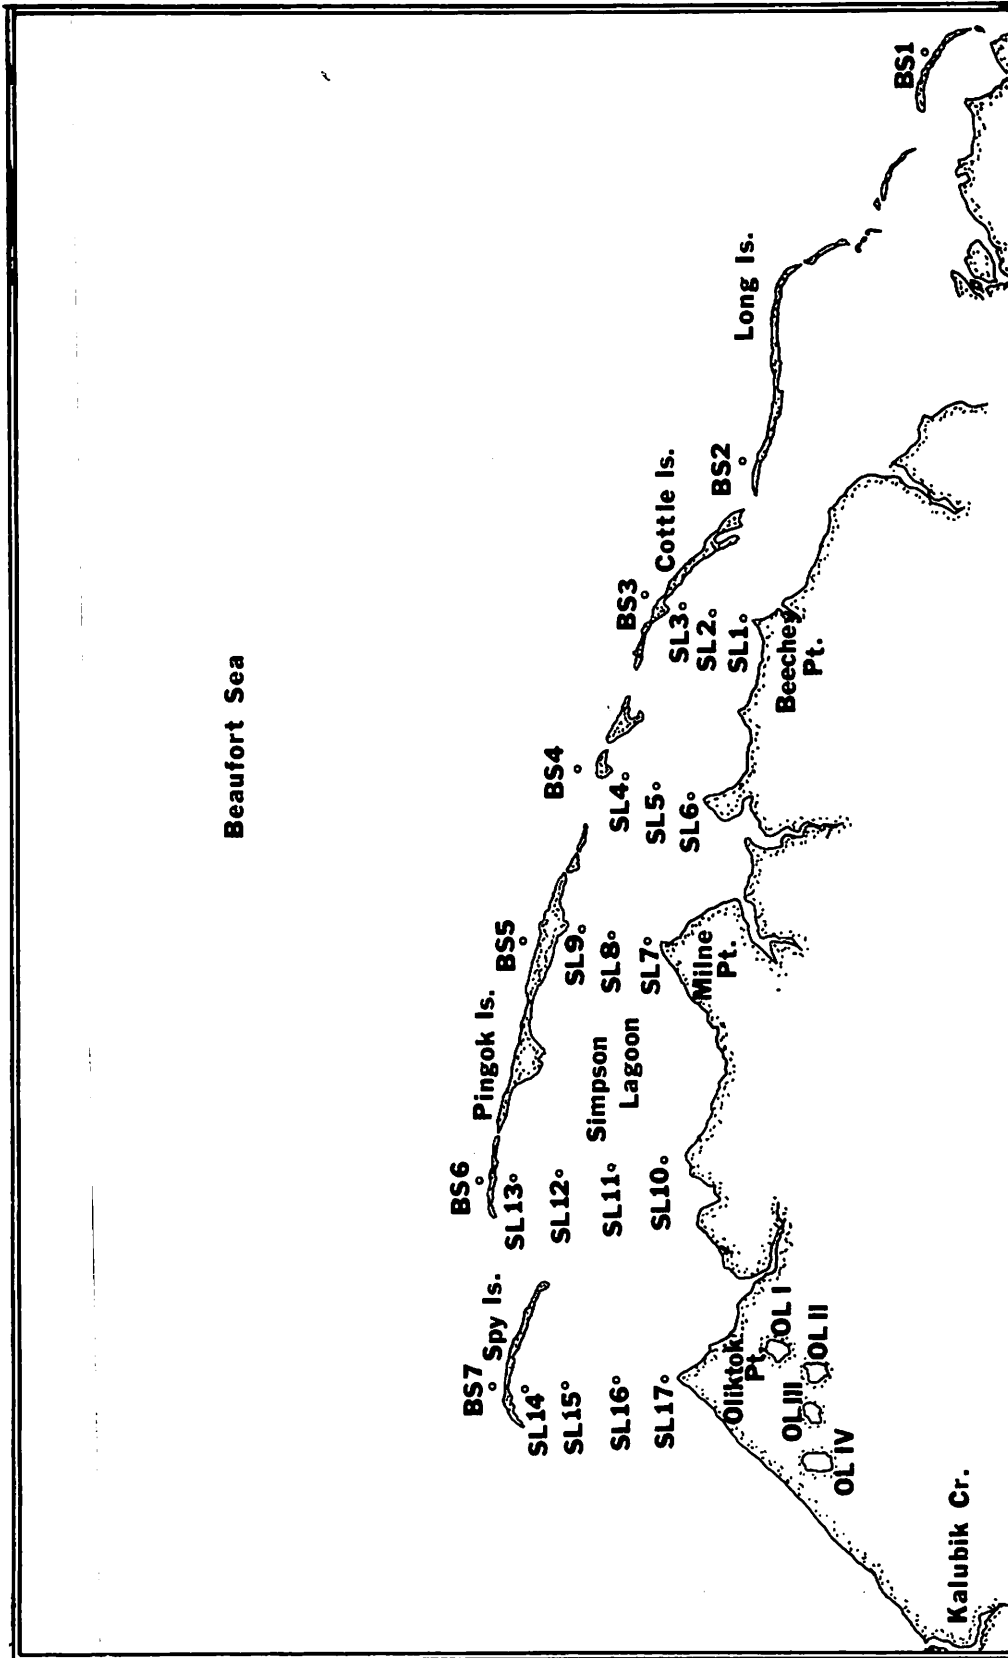 Beaufort Sea
BS7
Spy Is.
BS6
Pingok Is.
BS5
BS4
BS3
Cottle Is.
BS2
Long Is.
BS1
SL14
SL15
SL16
SL17
SL13
SL12
SL11
SL10
Simpson
Lagoon
SL9
SL8
SL7
SL4
SL5
SL6
SL3
SL2
SL1
Oliktok
Pt.
Milne
Pt.
Beechey
Pt.
OL I
OL II
OL III
OL IV
Kalubik Cr.